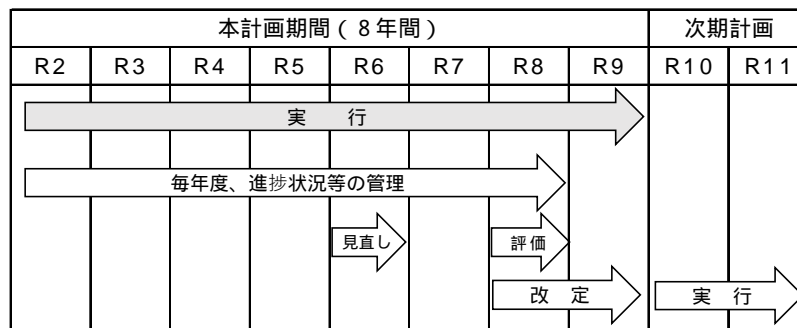 本計画期間(8年間) 次期計画
R2 R3 R4 R5 R6 R7 R8 R9 R10 R11
実 行
毎年度、進捗状況等の管理
見直し 評価
改 定 実 行